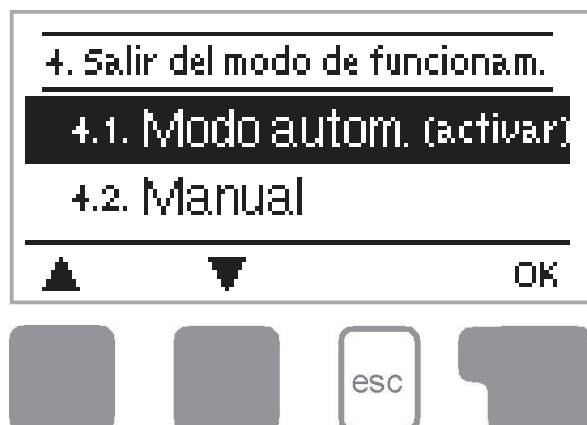 4. Salir del modo de funcionam.
4.1. Modo autom. (activar)
4.2. Manual
▲ ▼ OK
esc